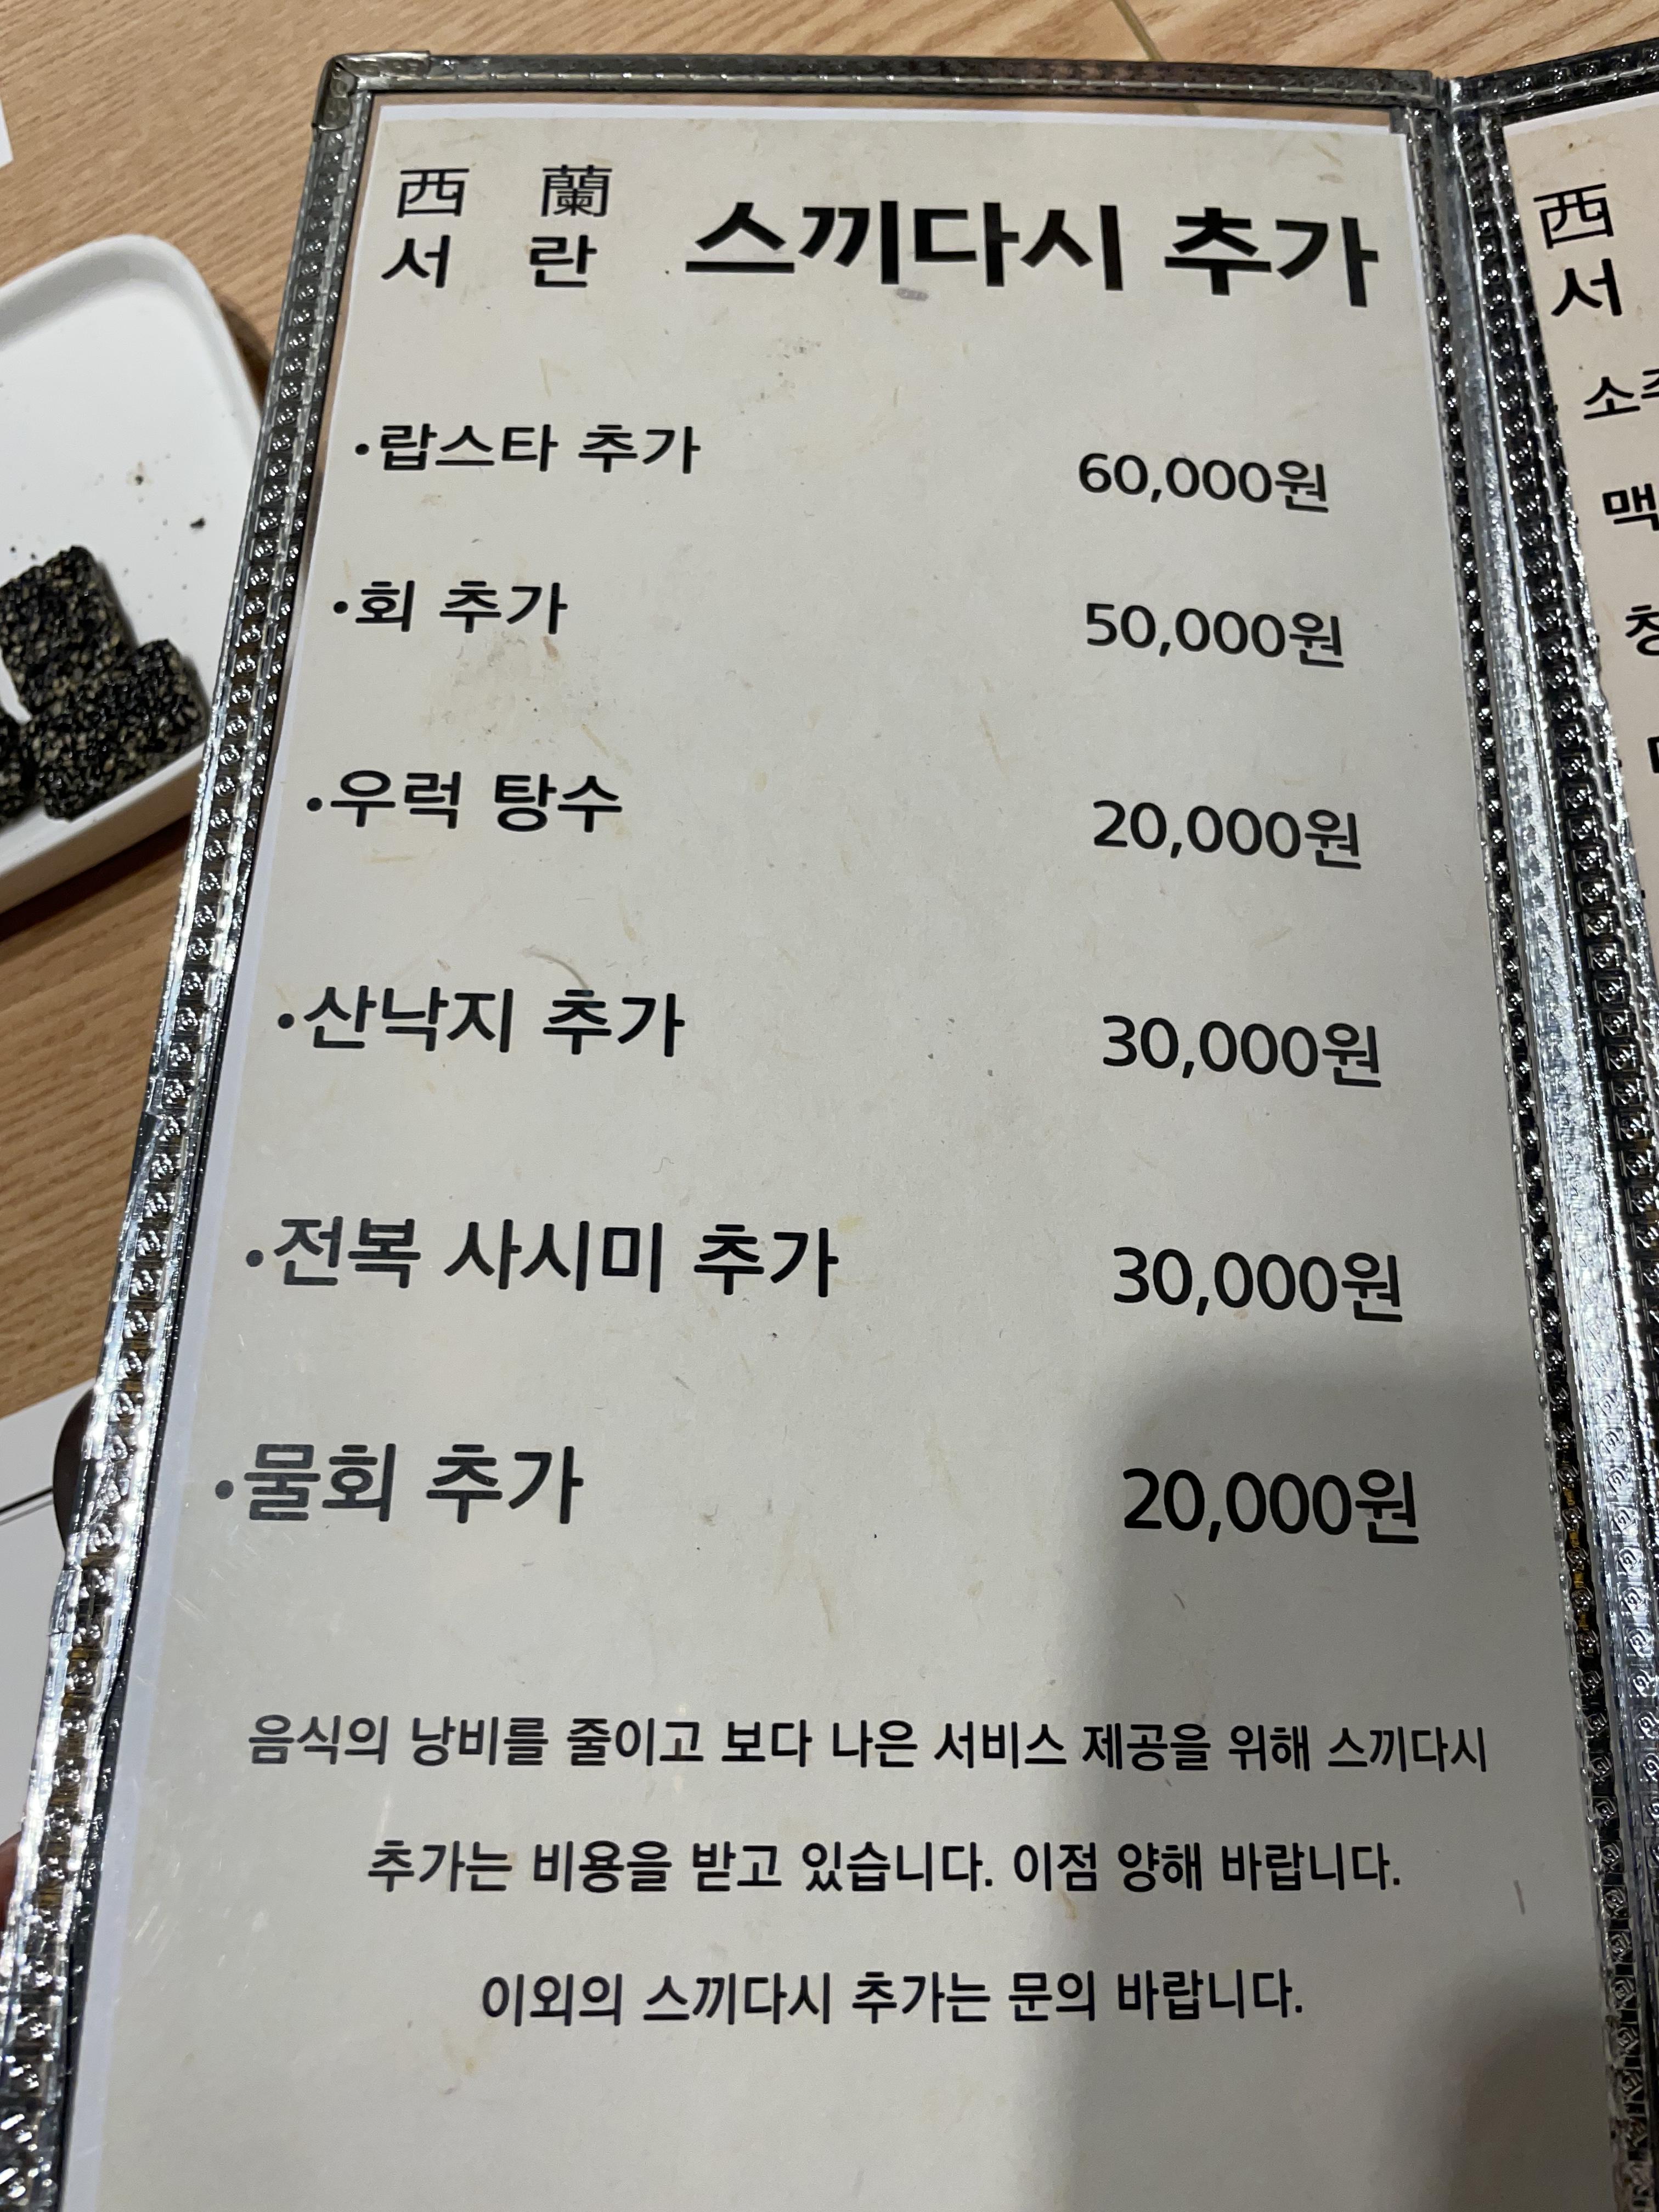 西 蘭
서 란 스끼다시 추가
·랍스타 추가 60,000원
·회 추가 50,000원
·우럭 탕수 20,000원
·산낙지 추가 30,000원
·전복 사시미 추가 30,000원
·물회 추가 20,000원
음식의 낭비를 줄이고 보다 나은 서비스 제공을 위해 스끼다시
추가는 비용을 받고 있습니다. 이점 양해 바랍니다.
이외의 스끼다시 추가는 문의 바랍니다.
西
서